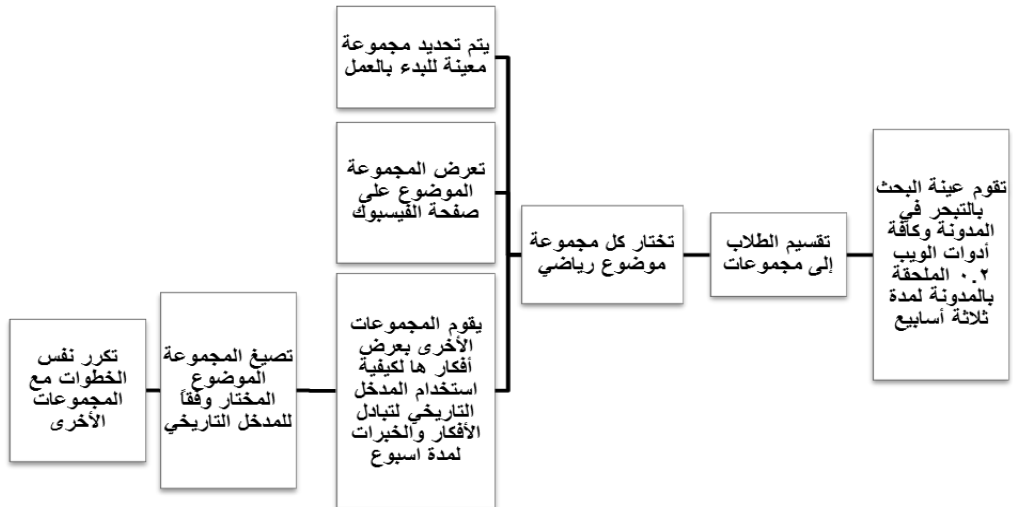 تقوم عينة البحث
بالتبحر في
المدونة وكافة
أدوات الويب
٠.٢ الملحقة
بالمدونة لمدة
ثلاثة أسابيع
تقسيم الطلاب
إلى مجموعات
تختار كل مجموعة
موضوع رياضي
يتم تحديد مجموعة
معينة للبدء بالعمل
تعرض المجموعة
الموضوع على
صفحة الفيسبوك
يقوم المجموعات
الأخرى بعرض
أفكار ها لكيفية
استخدام المدخل
التاريخي لتبادل
الأفكار والخبرات
لمدة اسبوع
تصيغ المجموعة
الموضوع
المختار وفقاً
للمدخل التاريخي
تكرر نفس
الخطوات مع
المجموعات
الأخرى